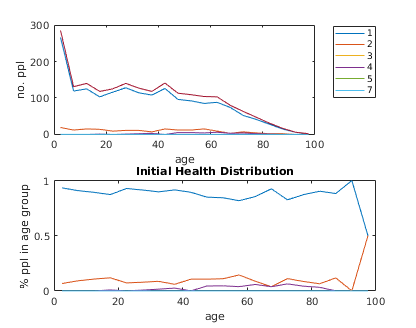 300
200
100
0
no. ppl
0 20 40 60 80 100
age
1
2
3
4
5
7
Initial Health Distribution
1
0.5
0
% ppl in age group
0 20 40 60 80 100
age